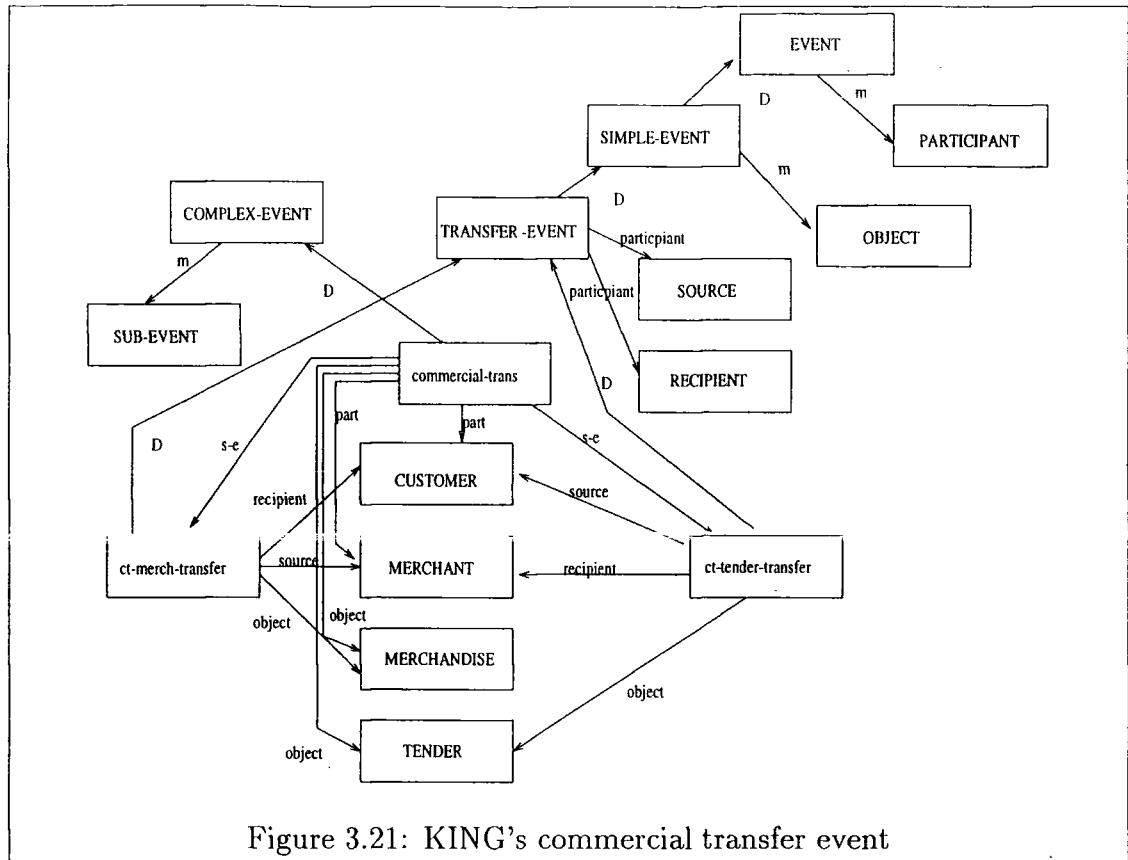 EVENT
D
m
SIMPLE-EVENT
PARTICIPANT
m
COMPLEX-EVENT
TRANSFER -EVENT
D
OBJECT
particpiant
m
D
particpiant
SOURCE
SUB-EVENT
commercial-trans
RECIPIENT
D
part
part
D
s-e
s-e
CUSTOMER
recipient
source
ct-merch-transfer
source
MERCHANT
recipient
ct-tender-transfer
object
object
MERCHANDISE
object
object
TENDER
Figure 3.21: KING's commercial transfer event